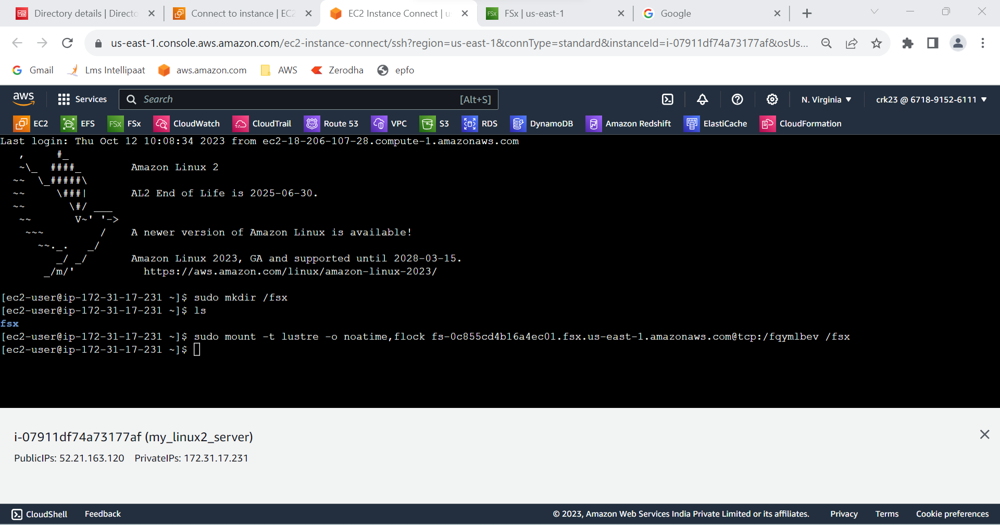 Directory details | Directo
Connect to instance | EC2
EC2 Instance Connect | u
FSx | us-east-1
Google
us-east-1.console.aws.amazon.com/ec2-instance-connect/ssh?region=us-east-1&connType=standard&instanceId=i-07911df74a73177af&osUs...
Gmail Lms Intellipaat aws.amazon.com AWS Zerodha epfo
aws Services Search [Alt+S] N. Virginia ▼ crk23 @ 6718-9152-6111 ▼
EC2 EFS FSx FSx CloudWatch CloudTrail Route 53 VPC S3 RDS DynamoDB Amazon Redshift ElastiCache CloudFormation
Last login: Thu Oct 12 10:08:34 2023 from ec2-18-206-107-28.compute-1.amazonaws.com
   ,     #_
   ~\_  ####_        Amazon Linux 2
  ~~  \_#####\
  ~~     \###|       AL2 End of Life is 2025-06-30.
  ~~       \#/ ___
   ~~       V~' '->
    ~~~         /    A newer version of Amazon Linux is available!
      ~~._.   _/
         _/ _/       Amazon Linux 2023, GA and supported until 2028-03-15.
       _/m/'           https://aws.amazon.com/linux/amazon-linux-2023/
[ec2-user@ip-172-31-17-231 ~]$ sudo mkdir /fsx
[ec2-user@ip-172-31-17-231 ~]$ ls
fsx
[ec2-user@ip-172-31-17-231 ~]$ sudo mount -t lustre -o noatime,flock fs-0c855cd4b16a4ec01.fsx.us-east-1.amazonaws.com@tcp:/fqymlbev /fsx
[ec2-user@ip-172-31-17-231 ~]$
i-07911df74a73177af (my_linux2_server)
PublicIPs: 52.21.163.120 PrivateIPs: 172.31.17.231
CloudShell Feedback © 2023, Amazon Web Services India Private Limited or its affiliates. Privacy Terms Cookie preferences